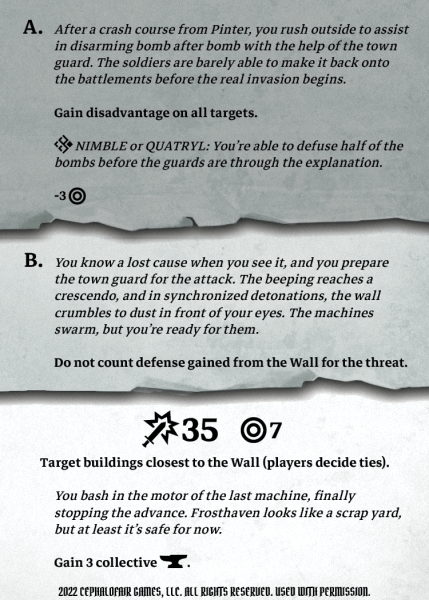 A. After a crash course from Pinter, you rush outside to assist
in disarming bomb after bomb with the help of the town
guard. The soldiers are barely able to make it back onto
the battlements before the real invasion begins.
Gain disadvantage on all targets.
NIMBLE or QUATRYL: You're able to defuse half of the
bombs before the guards are through the explanation.
-3
B. You know a lost cause when you see it, and you prepare
the town guard for the attack. The beeping reaches a
crescendo, and in synchronized detonations, the wall
crumbles to dust in front of your eyes. The machines
swarm, but you're ready for them.
Do not count defense gained from the Wall for the threat.
35 7
Target buildings closest to the Wall (players decide ties).
You bash in the motor of the last machine, finally
stopping the advance. Frosthaven looks like a scrap yard,
but at least it's safe for now.
Gain 3 collective .
2022 CEPHALOFAIR GAMES, LLC. ALL RIGHTS RESERVED. USED WITH PERMISSION.